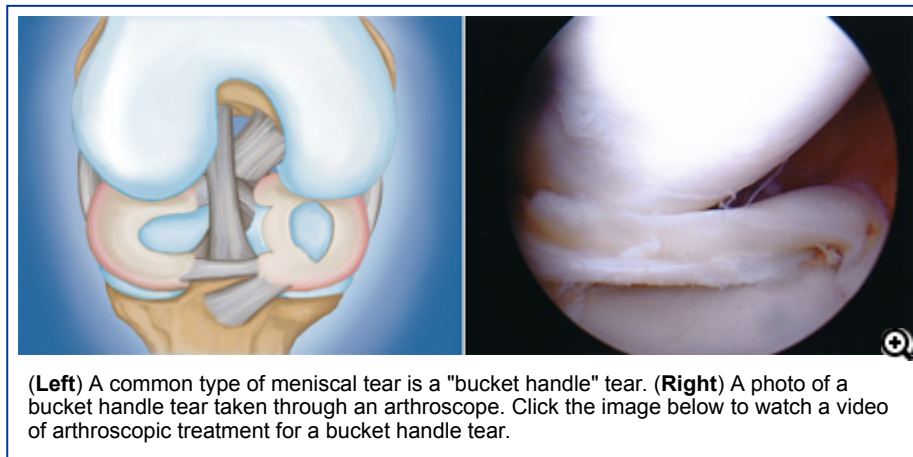 (Left) A common type of meniscal tear is a "bucket handle" tear. (Right) A photo of a
bucket handle tear taken through an arthroscope. Click the image below to watch a video
of arthroscopic treatment for a bucket handle tear.